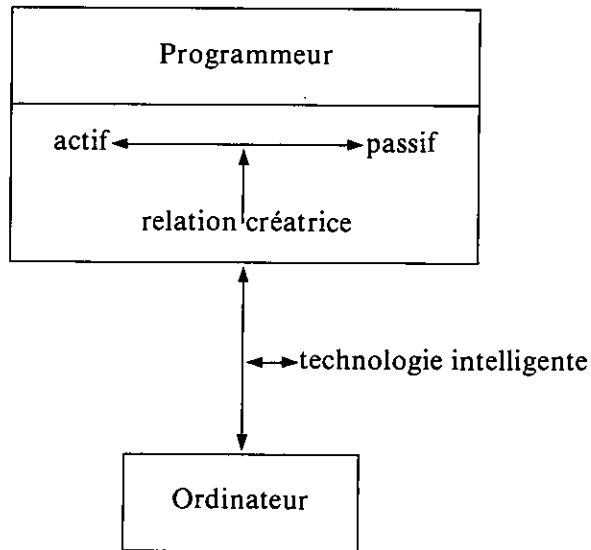 Programmeur
actif passif
relation créatrice
technologie intelligente
Ordinateur